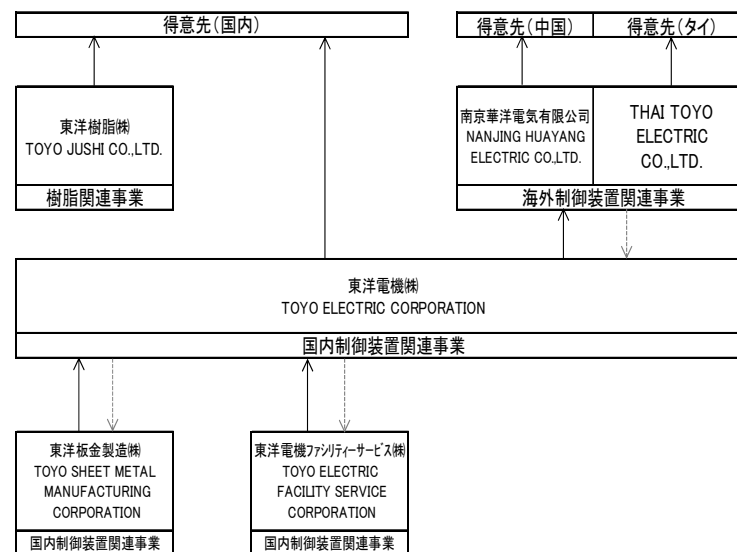 得意先(国内)
得意先(中国)
得意先(タイ)
東洋樹脂㈱
TOYO JUSHI CO.,LTD.
樹脂関連事業
南京華洋電気有限公司
NANJING HUAYANG
ELECTRIC CO.,LTD.
THAI TOYO
ELECTRIC
CO.,LTD.
海外制御装置関連事業
東洋電機㈱
TOYO ELECTRIC CORPORATION
国内制御装置関連事業
東洋板金製造㈱
TOYO SHEET METAL
MANUFACTURING
CORPORATION
国内制御装置関連事業
東洋電機ファシリティーサービス㈱
TOYO ELECTRIC
FACILITY SERVICE
CORPORATION
国内制御装置関連事業